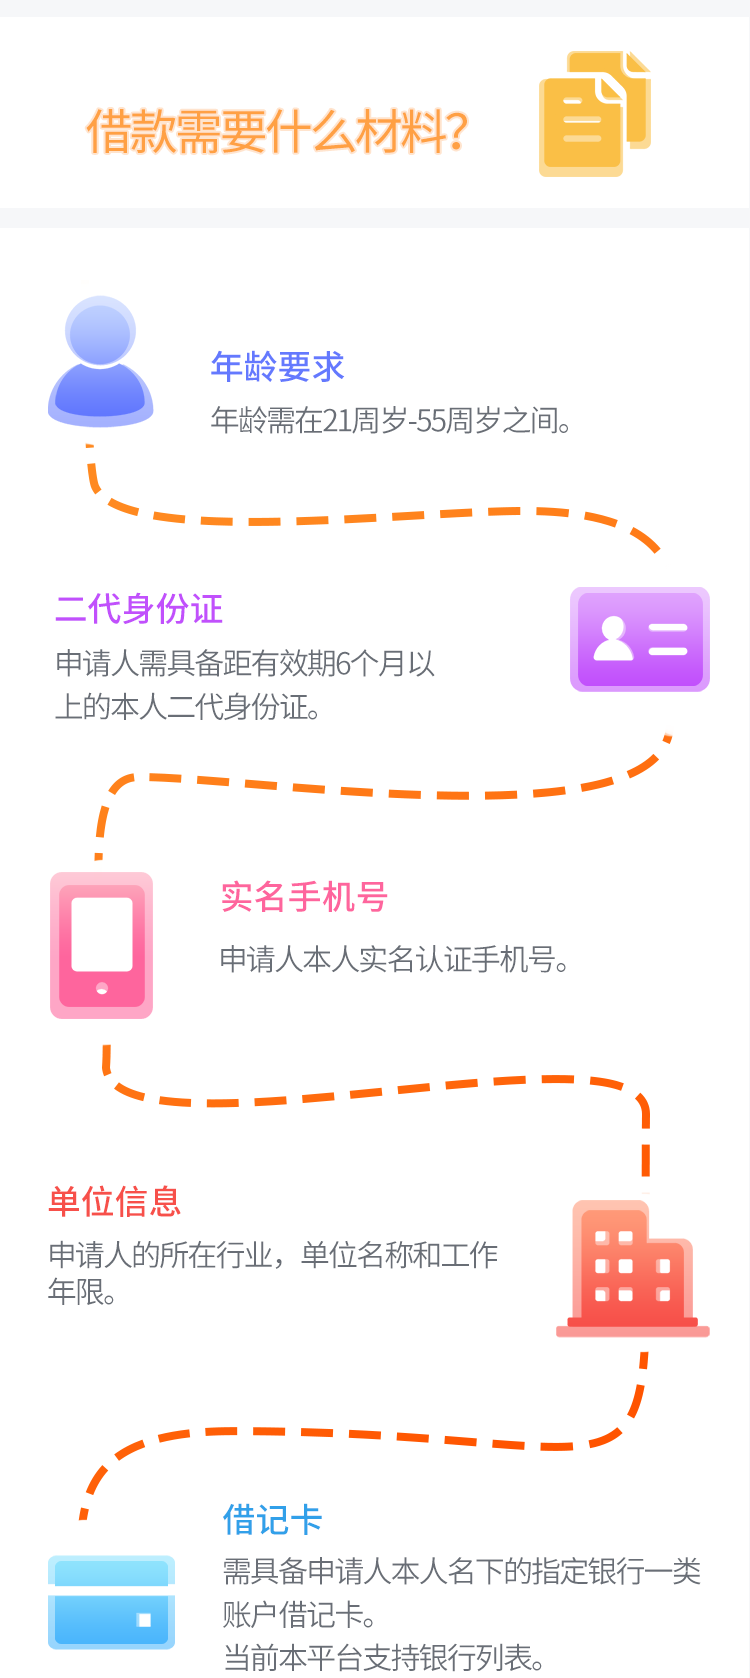 借款需要什么材料？
年龄要求
年龄需在21周岁-55周岁之间。
二代身份证
申请人需具备距有效期6个月以
上的本人二代身份证。
实名手机号
申请人本人实名认证手机号。
单位信息
申请人的所在行业，单位名称和工作
年限。
借记卡
需具备申请人本人名下的指定银行一类
账户借记卡。
当前本平台支持银行列表。